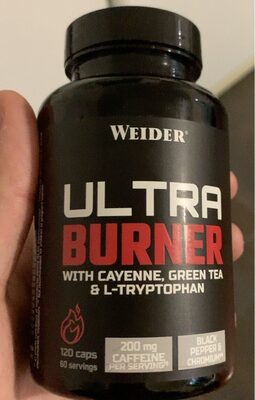 WEIDER®
ULTRA
BURNER
WITH CAYENNE, GREEN TEA
& L-TRYPTOPHAN
120 caps
60 servings
200 mg
CAFFEINE
PER SERVING
BLACK
PEPPER &
CHROMIUM